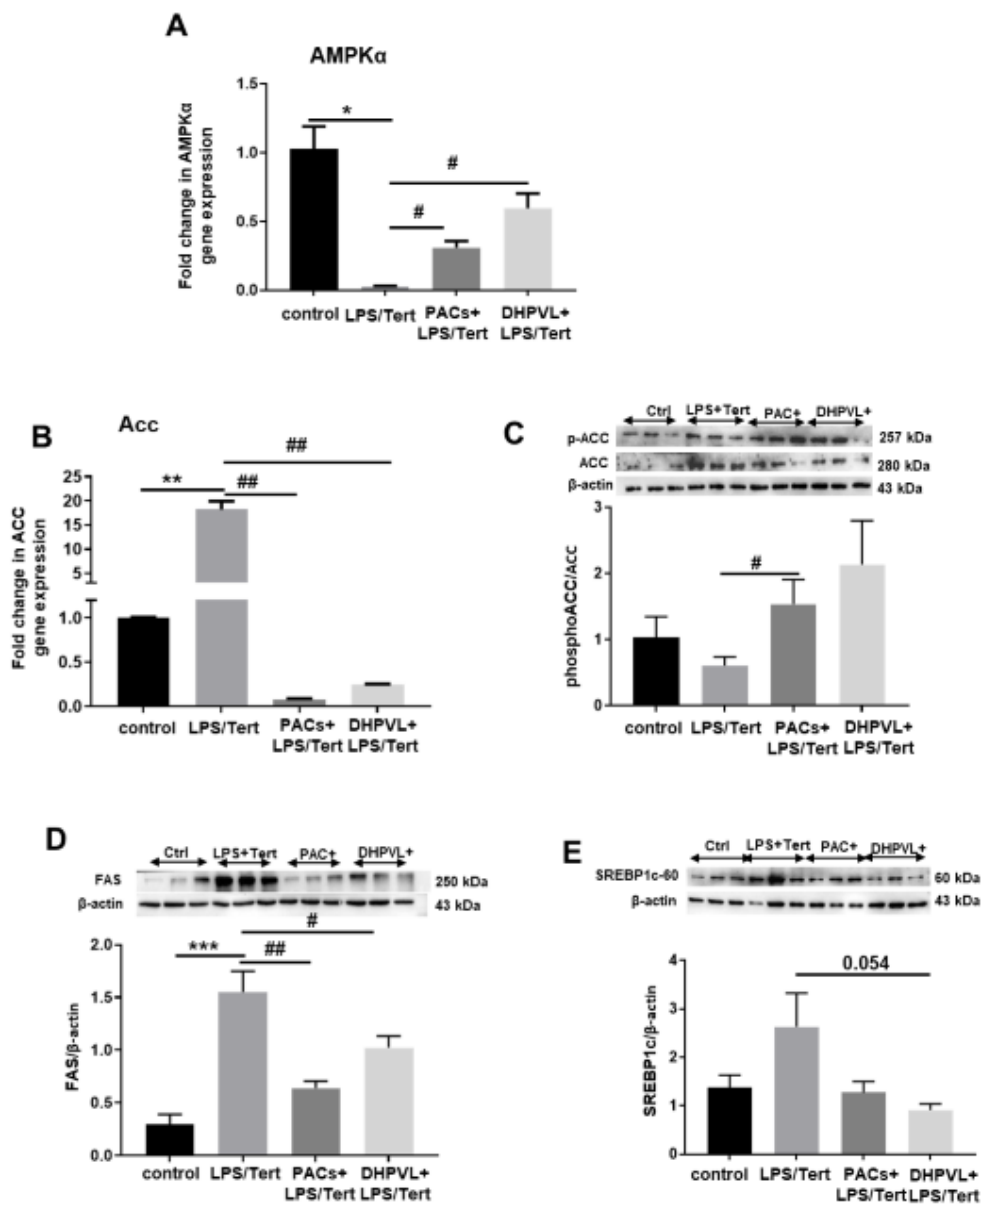 A
AMPKα
Fold change in AMPKα
gene expression
1.5
1.0
0.5
0.0
*
#
#
control
LPS/Tert
PACs+
LPS/Tert
DHPVL+
LPS/Tert
B
Acc
Fold change in ACC
gene expression
25
20
15
10
5
1.0
0.5
0.0
**
##
##
control
LPS/Tert
PACs+
LPS/Tert
DHPVL+
LPS/Tert
C
Ctrl
LPS+Tert
PAC+
DHPVL+
p-ACC
257 kDa
ACC
280 kDa
β-actin
43 kDa
phosphoACC/ACC
3
2
1
0
#
control
LPS/Tert
PACs+
LPS/Tert
DHPVL+
LPS/Tert
D
Ctrl
LPS+Tert
PAC+
DHPVL+
FAS
250 kDa
β-actin
43 kDa
FAS/β-actin
2.0
1.5
1.0
0.5
0.0
***
##
#
control
LPS/Tert
PACs+
LPS/Tert
DHPVL+
LPS/Tert
E
Ctrl
LPS+Tert
PAC+
DHPVL+
SREBP1c-60
60 kDa
β-actin
43 kDa
SREBP1c/β-actin
4
3
2
1
0
0.054
control
LPS/Tert
PACs+
LPS/Tert
DHPVL+
LPS/Tert